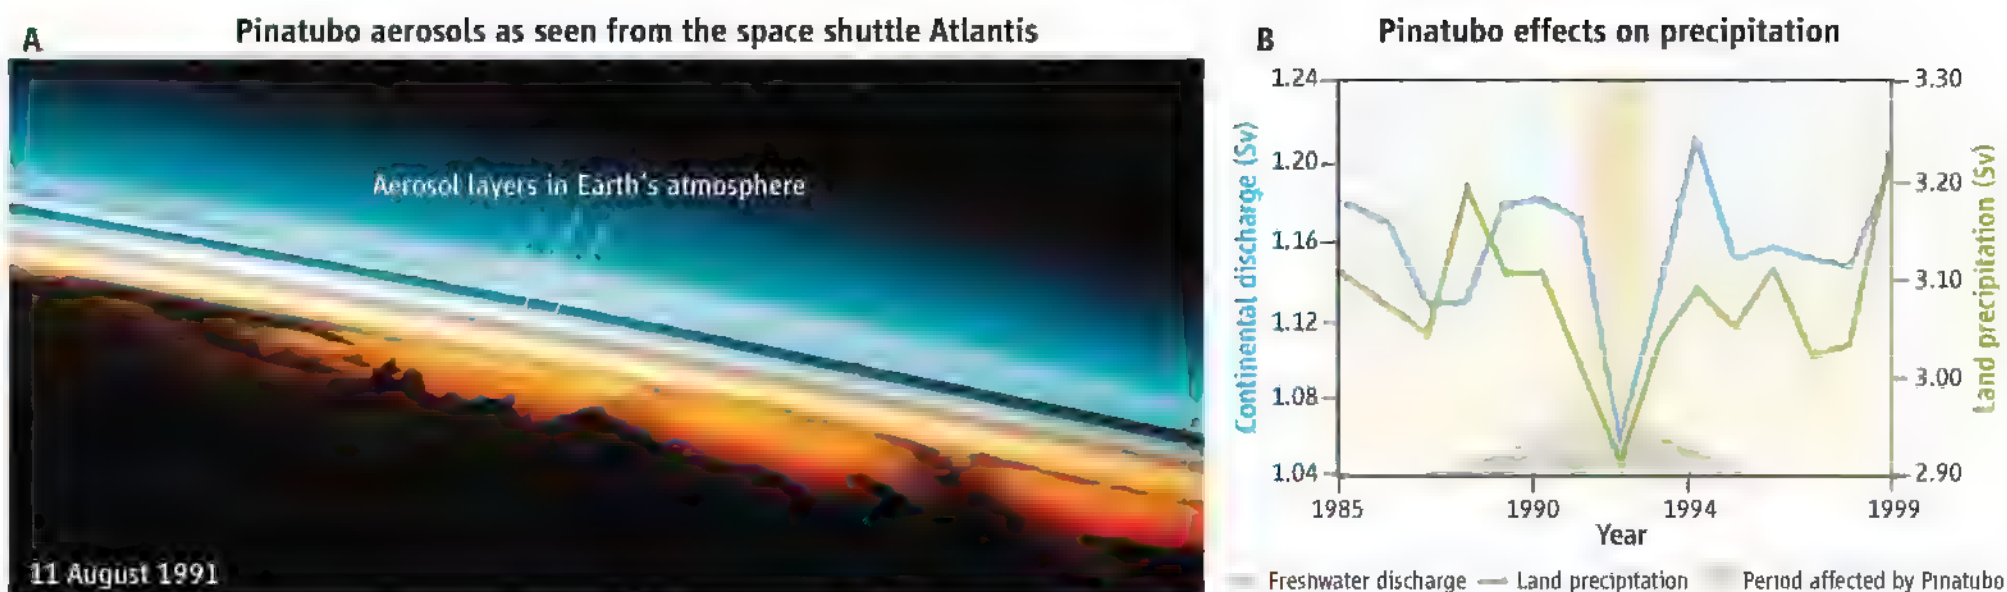 A
Pinatubo aerosols as seen from the space shuttle Atlantis
Aerosol layers in Earth's atmosphere
11 August 1991
B
Pinatubo effects on precipitation
Continental discharge (Sv)
1.24
1.20
1.16
1.12
1.08
1.04
3.30
3.20
3.10
3.00
2.90
Land precipitation (Sv)
1985
1990
1994
1999
Year
Freshwater discharge
Land precipitation
Period affected by Pinatubo